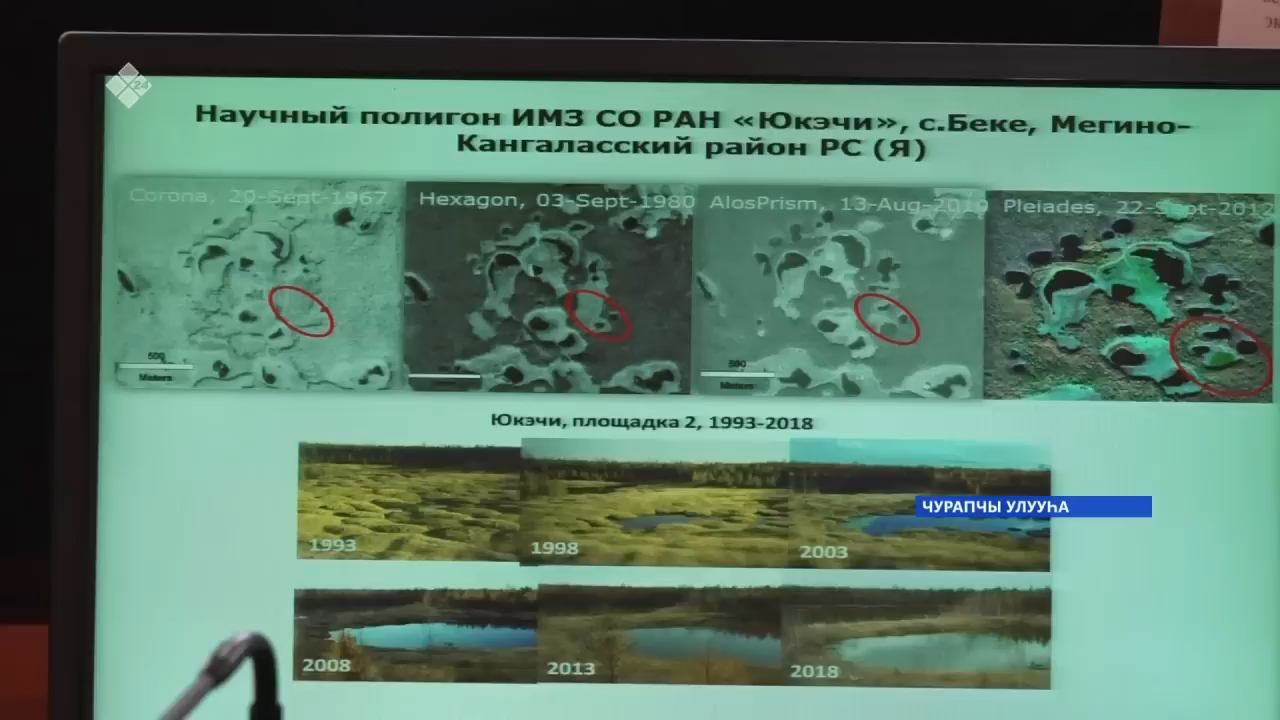 24
Научный полигон ИМЗ СО РАН «Юкэчи», с.Беке, Мегино-
Кангаласский район РС (Я)
Corona, 20-Sept-1967
Hexagon, 03-Sept-1980
AlosPrism, 13-Aug-2010
Pleiades, 22-Sept-2012
500
Meters
500
Meters
Юкэчи, площадка 2, 1993-2018
1993
1998
2003
ЧУРАПЧЫ УЛУУҺА
2008
2013
2018